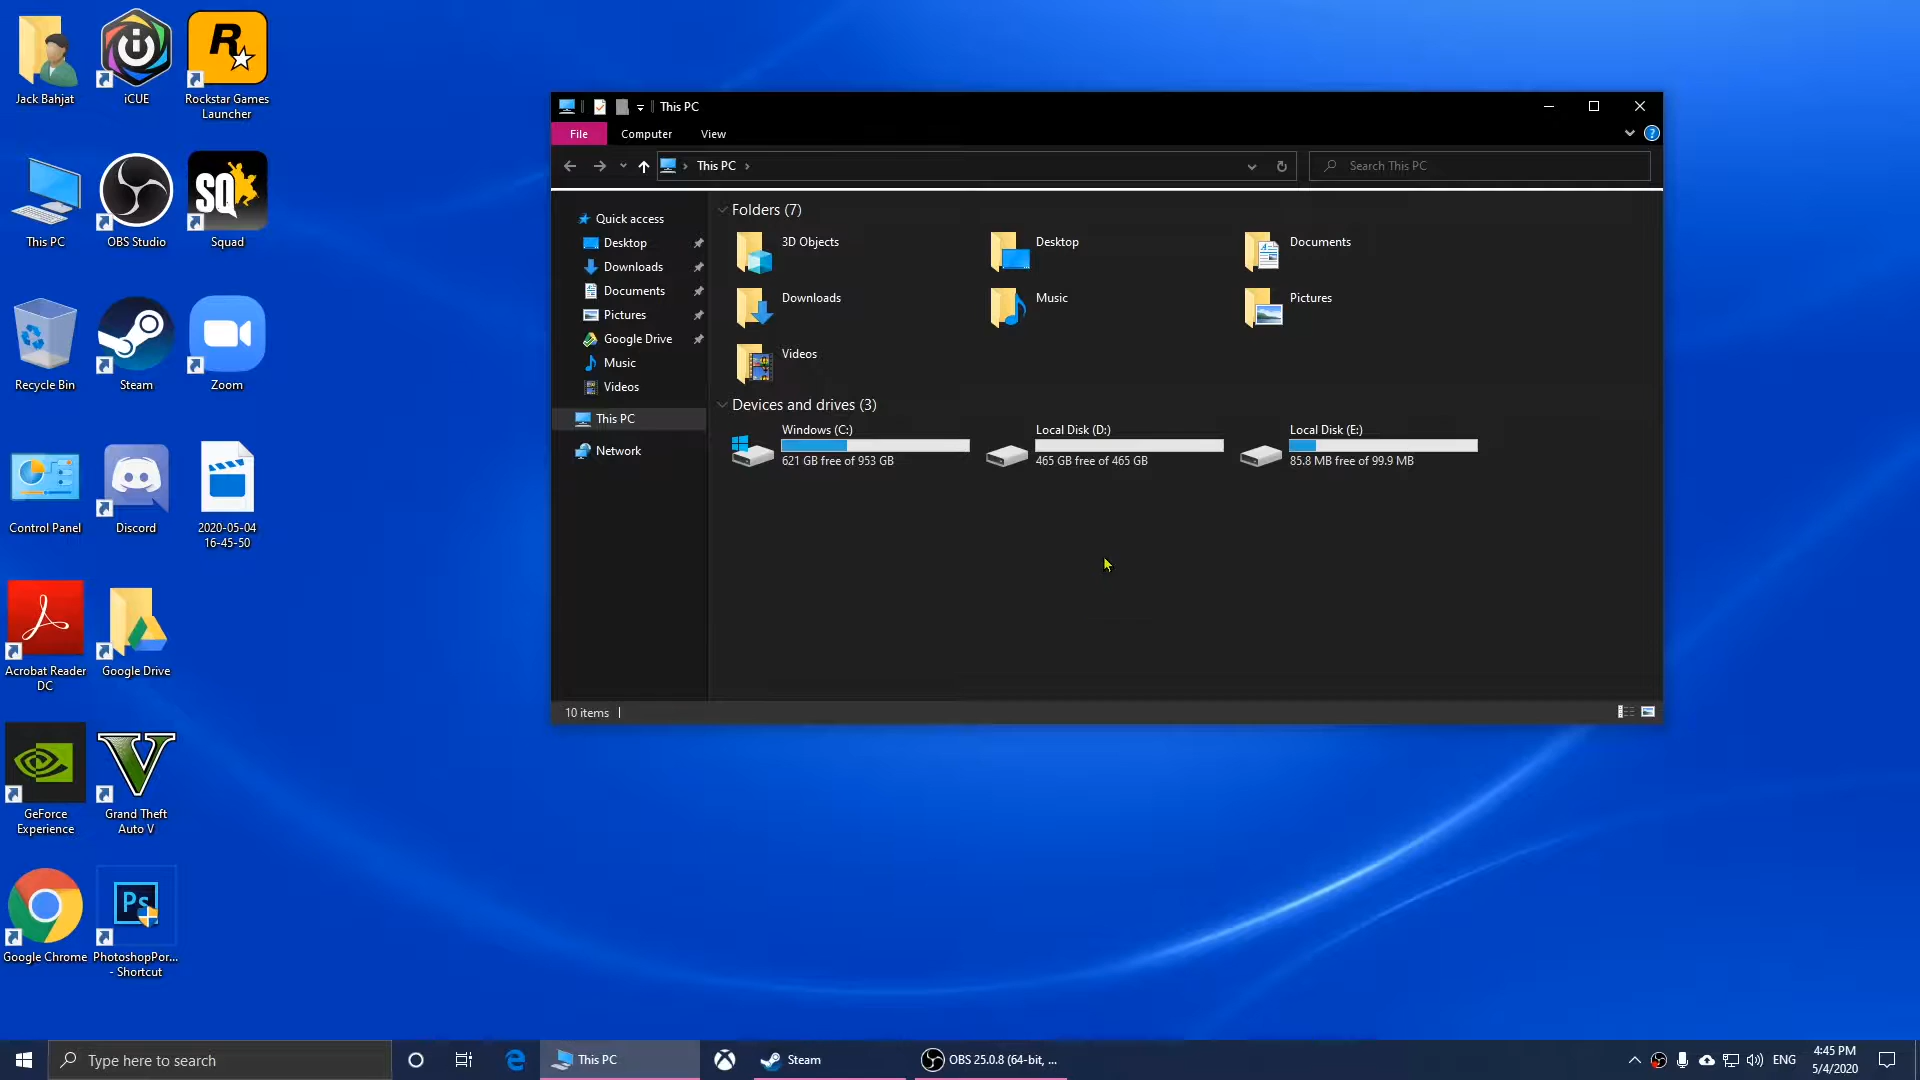 Jack Bahjat
iCUE
Rockstar Games
Launcher
This PC
OBS Studio
SQ
Squad
Recycle Bin
Steam
Zoom
Control Panel
Discord
2020-05-04
16-45-50
Acrobat Reader
DC
Google Drive
GeForce
Experience
Grand Theft
Auto V
Google Chrome
Ps
PhotoshopPor...
- Shortcut
This PC
File
Computer
View
This PC
Search This PC
Quick access
Desktop
Downloads
Documents
Pictures
Google Drive
Music
Videos
This PC
Network
Folders (7)
3D Objects
Desktop
Documents
Downloads
Music
Pictures
Videos
Devices and drives (3)
Windows (C:)
621 GB free of 953 GB
Local Disk (D:)
465 GB free of 465 GB
Local Disk (E:)
85.8 MB free of 99.9 MB
10 items
Type here to search
This PC
Steam
OBS 25.0.8 (64-bit, ...
ENG
4:45 PM
5/4/2020